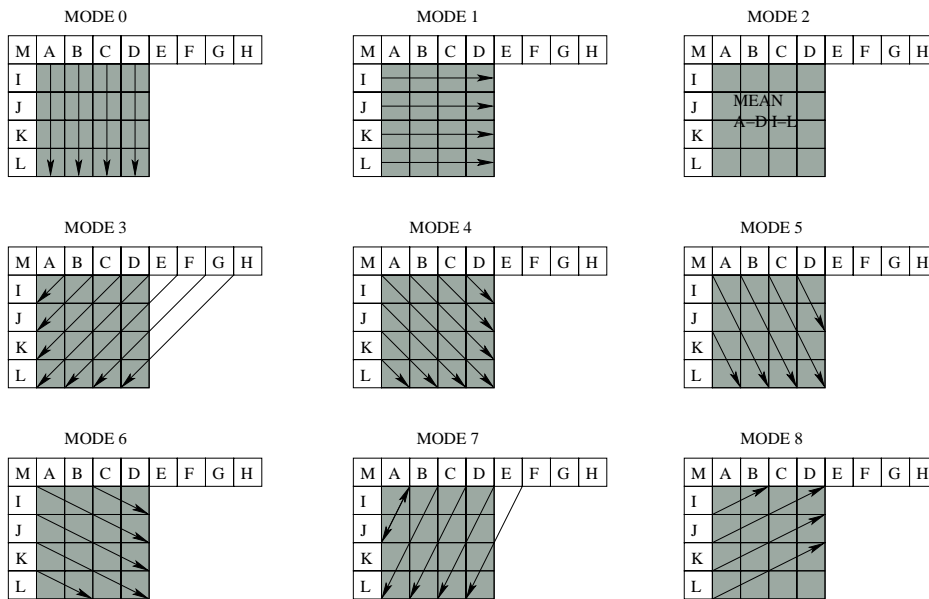 MODE 0 MODE 1 MODE 2
M A B C D E F G H M A B C D E F G H M A B C D E F G H
I I I
J J MEAN J
A–D I–L
K K K
L L L
MODE 3 MODE 4 MODE 5
M A B C D E F G H M A B C D E F G H M A B C D E F G H
I I I
J J J
K K K
L L L
MODE 6 MODE 7 MODE 8
M A B C D E F G H M A B C D E F G H M A B C D E F G H
I I I
J J J
K K K
L L L